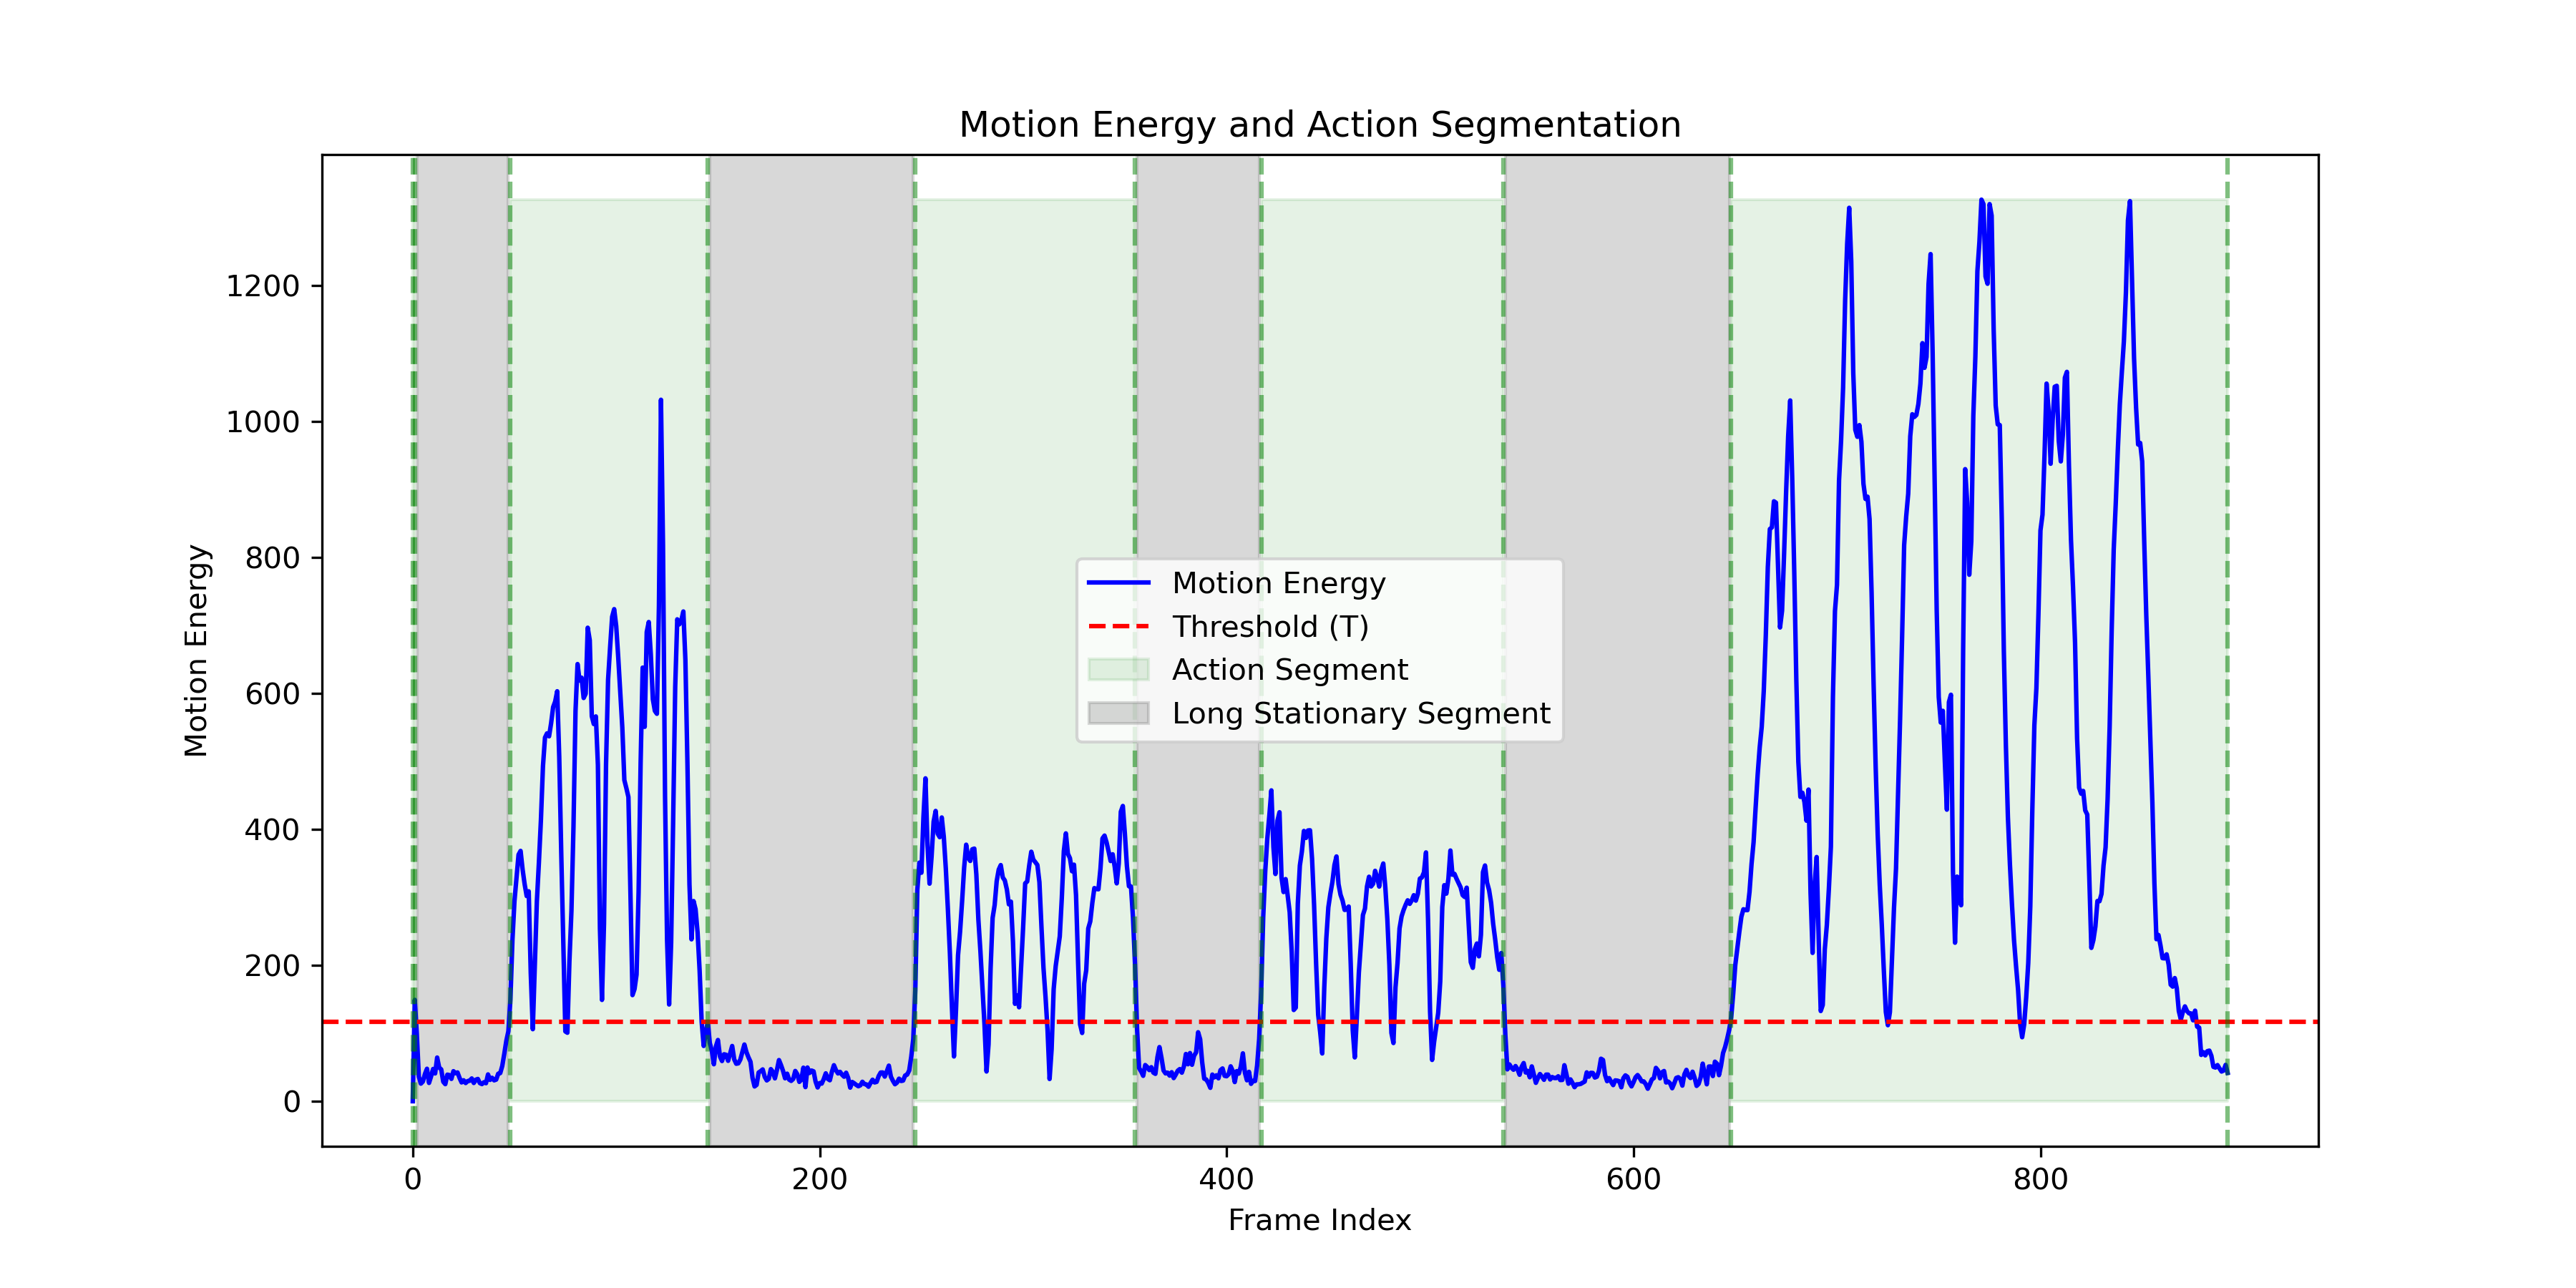 Motion Energy and Action Segmentation
Motion Energy
1200
1000
800
600
400
200
0
Motion Energy
Threshold (T)
Action Segment
Long Stationary Segment
0 200 400 600 800
Frame Index